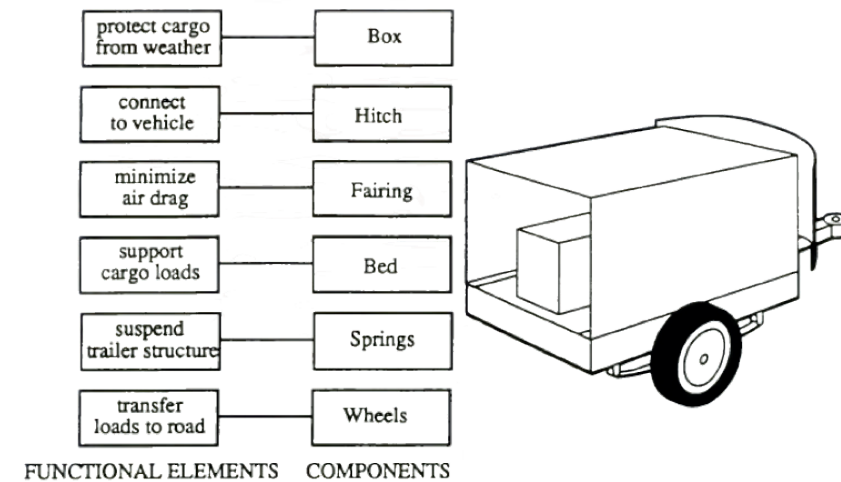 protect cargo
from weather
Box
connect
to vehicle
Hitch
minimize
air drag
Fairing
support
cargo loads
Bed
suspend
trailer structure
Springs
transfer
loads to road
Wheels
FUNCTIONAL ELEMENTS
COMPONENTS